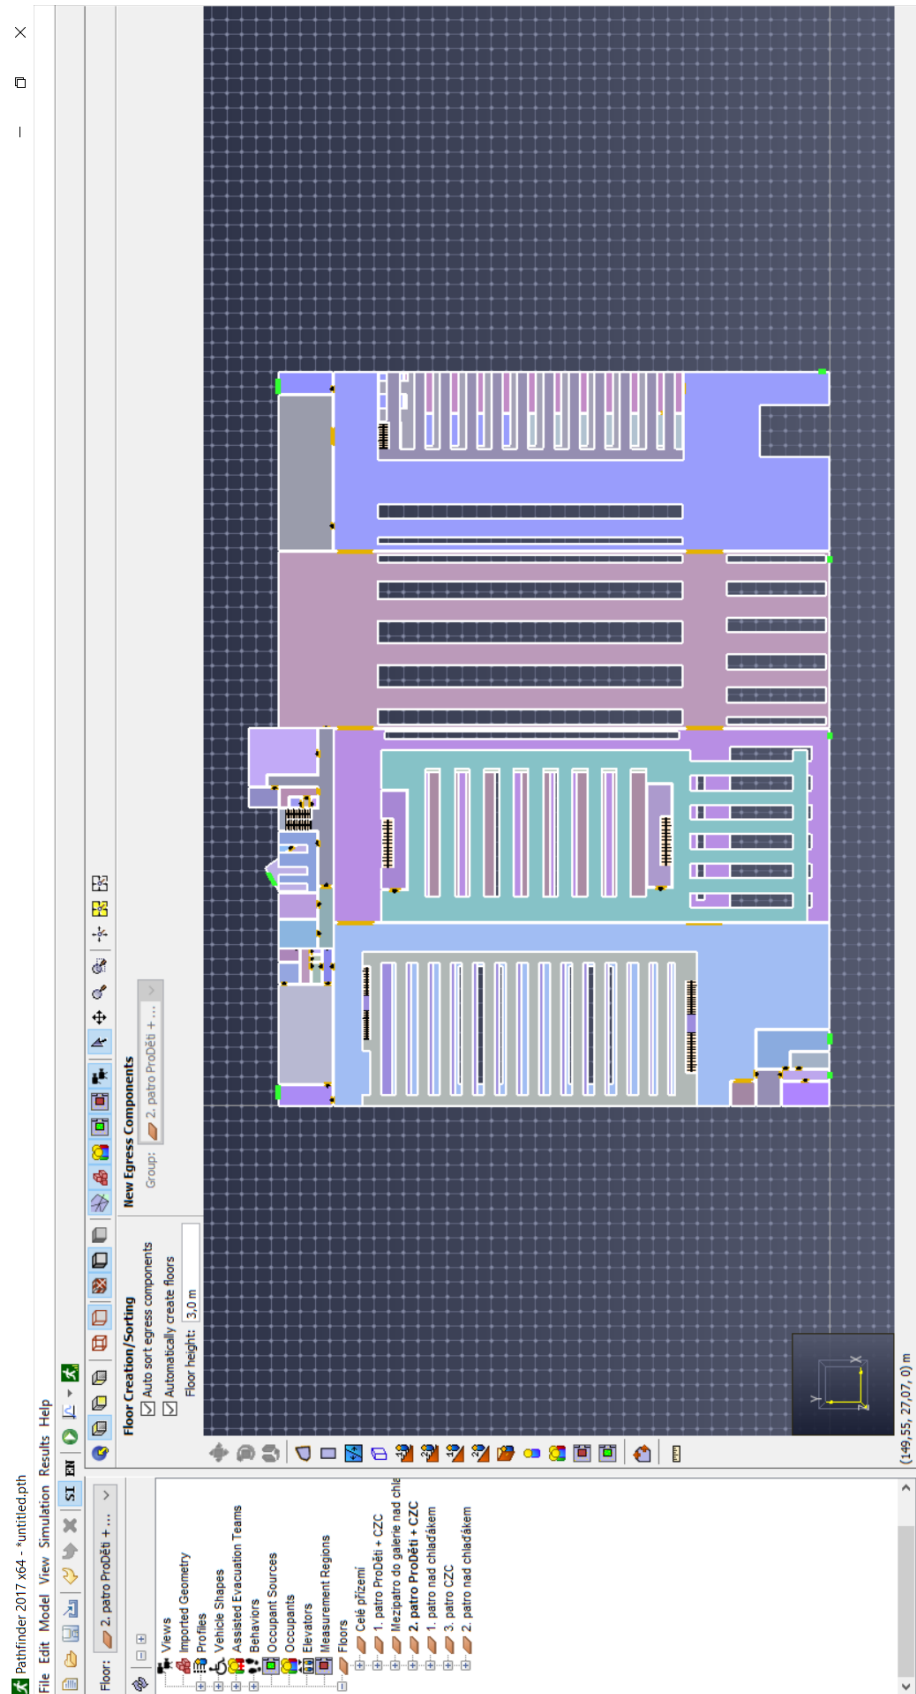 Pathfinder 2017 x64 - *untitled.pth
File Edit Model View Simulation Results Help
SI EN
Floor: 2. patro ProDěti + ...
Floor Creation/Sorting
Auto sort egress components
Automatically create floors
Floor height: 3,0 m
New Egress Components
Group: 2. patro ProDěti + ...
Views
Imported Geometry
Profiles
Vehicle Shapes
Assisted Evacuation Teams
Behaviors
Occupant Sources
Occupants
Elevators
Measurement Regions
Floors
Celé přízemí
1. patro ProDěti + CZC
Mezipatro do galerie nad chla
2. patro ProDěti + CZC
1. patro nad chlaďákem
3. patro CZC
2. patro nad chlaďákem
Y
X
Z
(149,55, 27,07, 0) m